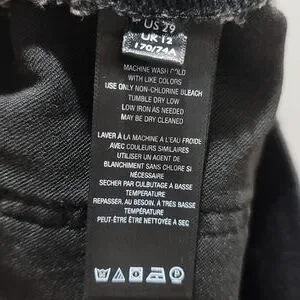 US 29
UK 12
170/74A
MACHINE WASH COLD
WITH LIKE COLORS
USE ONLY NON-CHLORINE BLEACH
TUMBLE DRY LOW
LOW IRON AS NEEDED
MAY BE DRY CLEANED
LAVER À LA MACHINE À L'EAU FROIDE
AVEC COULEURS SIMILAIRES
UTILISER UN AGENT DE
BLANCHIMENT SANS CHLORE SI
NÉCESSAIRE
SECHER PAR CULBUTAGE À BASSE
TEMPÉRATURE
REPASSER, AU BESOIN, À TRÈS BASSE
TEMPÉRATURE
PEUT-ÊTRE ÊTRE NETTOYÉE A SEC